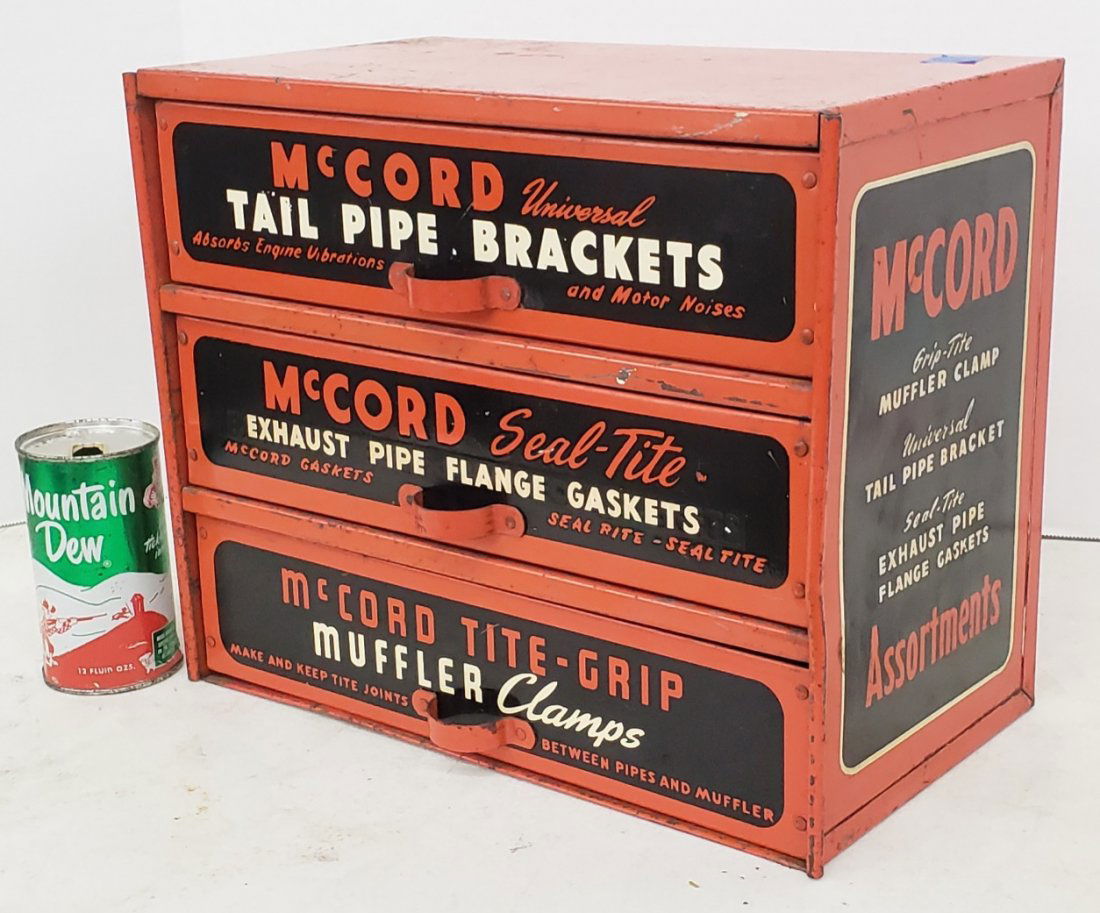 McCORD Universal
TAIL PIPE BRACKETS
Absorbs Engine Vibrations
and Motor Noises
McCORD Seal-Tite
EXHAUST PIPE FLANGE GASKETS
McCORD GASKETS
SEAL RITE - SEAL TITE
McCORD TITE-GRIP
MUFFLER Clamps
MAKE AND KEEP TITE JOINTS
BETWEEN PIPES AND MUFFLER
McCORD
Grip-Tite
MUFFLER CLAMP
Universal
TAIL PIPE BRACKET
Seal-Tite
EXHAUST PIPE
FLANGE GASKETS
Assortments
Mountain
Dew®
12 FLUID OZS.